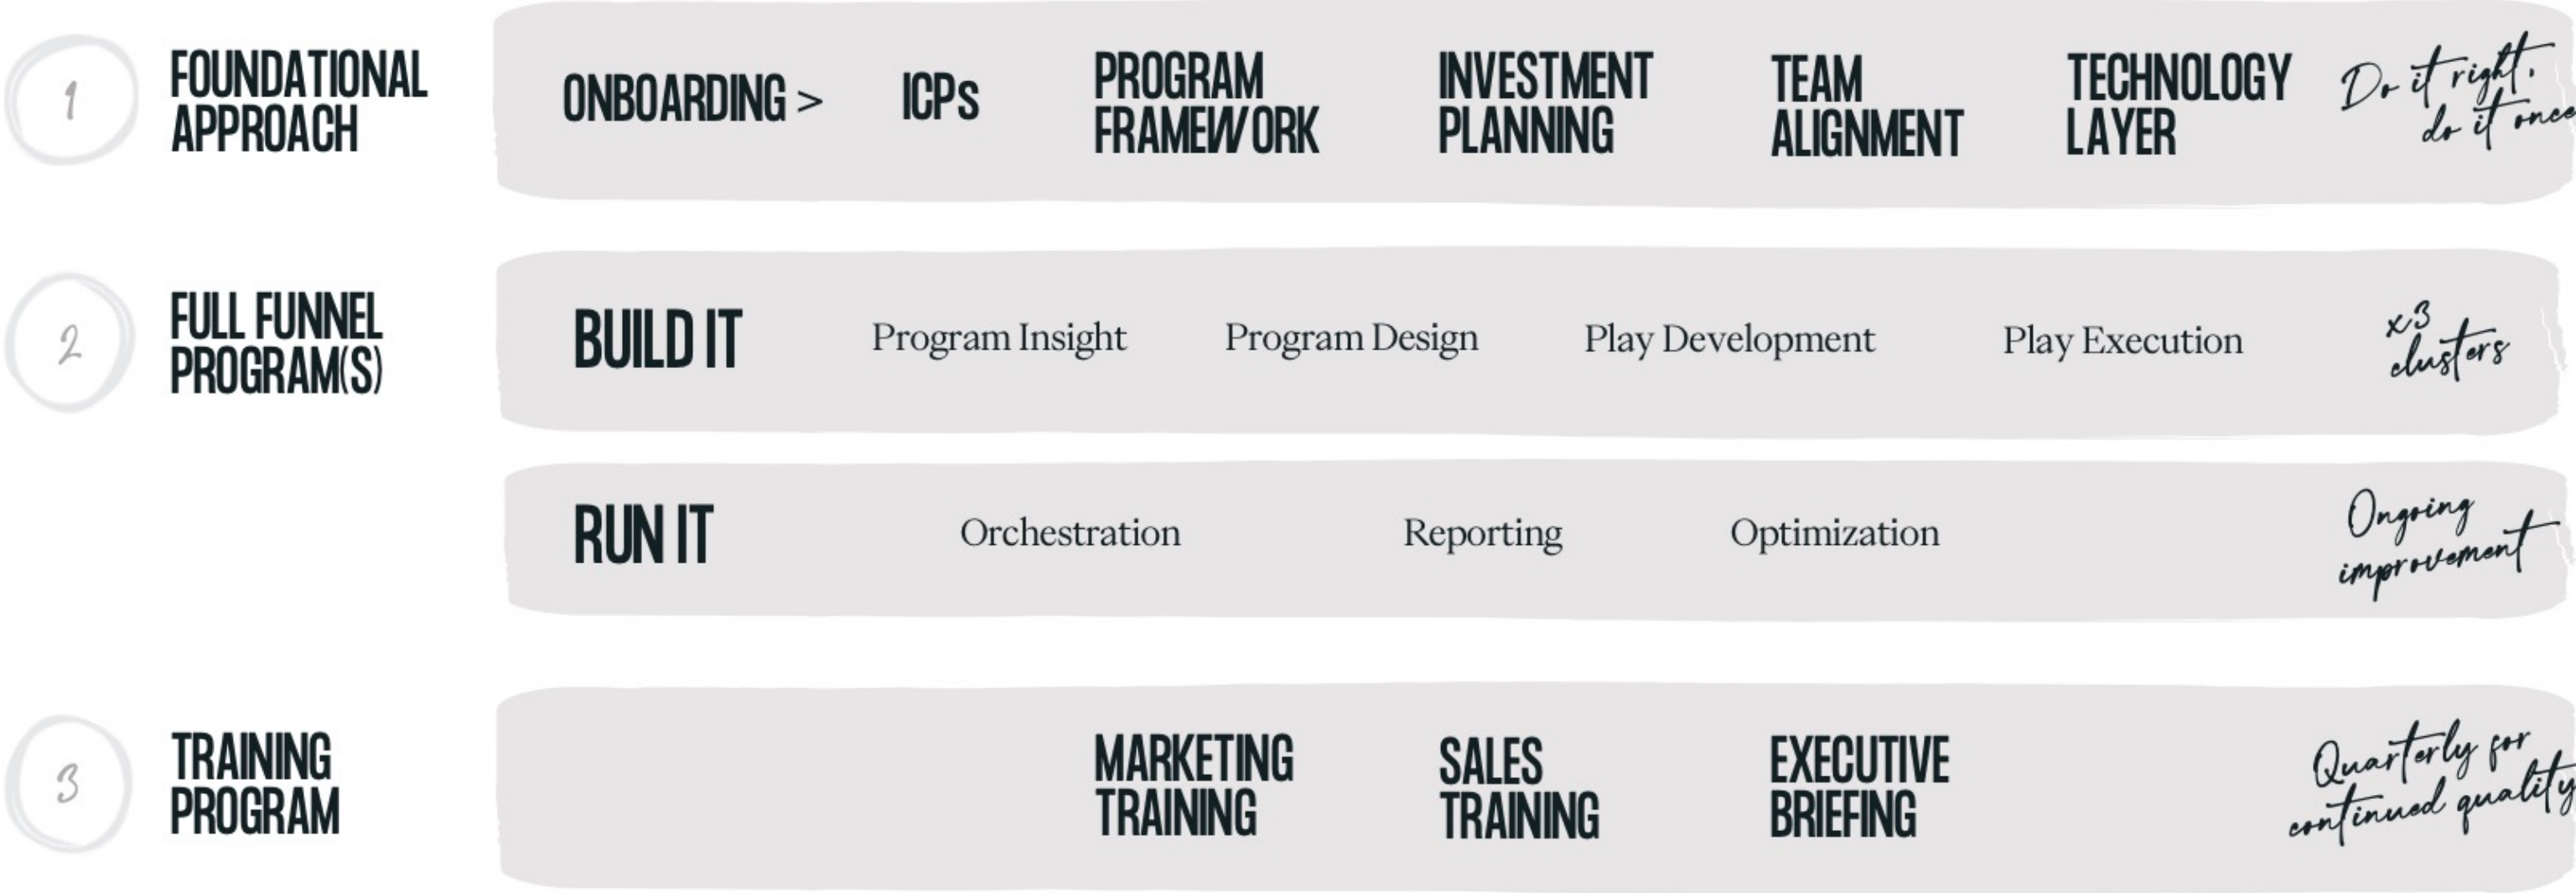 1
FOUNDATIONAL
APPROACH
ONBOARDING >
ICPs
PROGRAM
FRAMEWORK
INVESTMENT
PLANNING
TEAM
ALIGNMENT
TECHNOLOGY
LAYER
Do it right,
do it once
2
FULL FUNNEL
PROGRAM(S)
BUILD IT
Program Insight
Program Design
Play Development
Play Execution
x3
clusters
RUN IT
Orchestration
Reporting
Optimization
Ongoing
improvement
3
TRAINING
PROGRAM
MARKETING
TRAINING
SALES
TRAINING
EXECUTIVE
BRIEFING
Quarterly for
continued quality